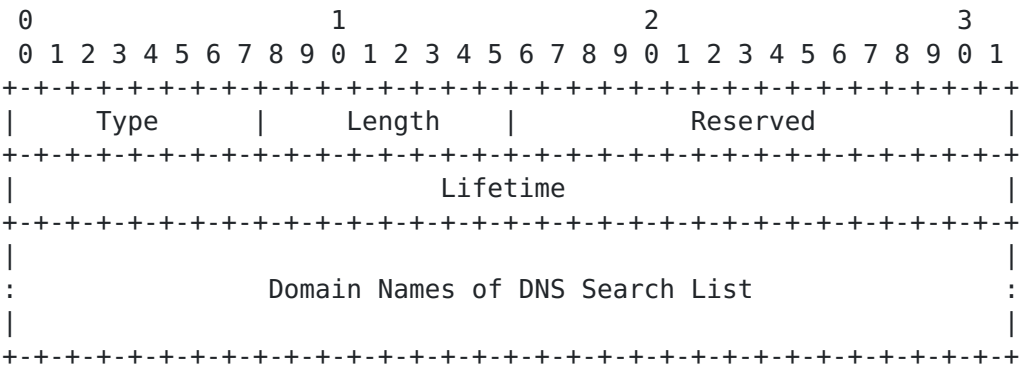 0                   1                   2                   3
 0 1 2 3 4 5 6 7 8 9 0 1 2 3 4 5 6 7 8 9 0 1 2 3 4 5 6 7 8 9 0 1
+-+-+-+-+-+-+-+-+-+-+-+-+-+-+-+-+-+-+-+-+-+-+-+-+-+-+-+-+-+-+-+-+
|     Type      |     Length    |           Reserved            |
+-+-+-+-+-+-+-+-+-+-+-+-+-+-+-+-+-+-+-+-+-+-+-+-+-+-+-+-+-+-+-+-+
|                           Lifetime                            |
+-+-+-+-+-+-+-+-+-+-+-+-+-+-+-+-+-+-+-+-+-+-+-+-+-+-+-+-+-+-+-+-+
|                                                               |
:                Domain Names of DNS Search List                :
|                                                               |
+-+-+-+-+-+-+-+-+-+-+-+-+-+-+-+-+-+-+-+-+-+-+-+-+-+-+-+-+-+-+-+-+